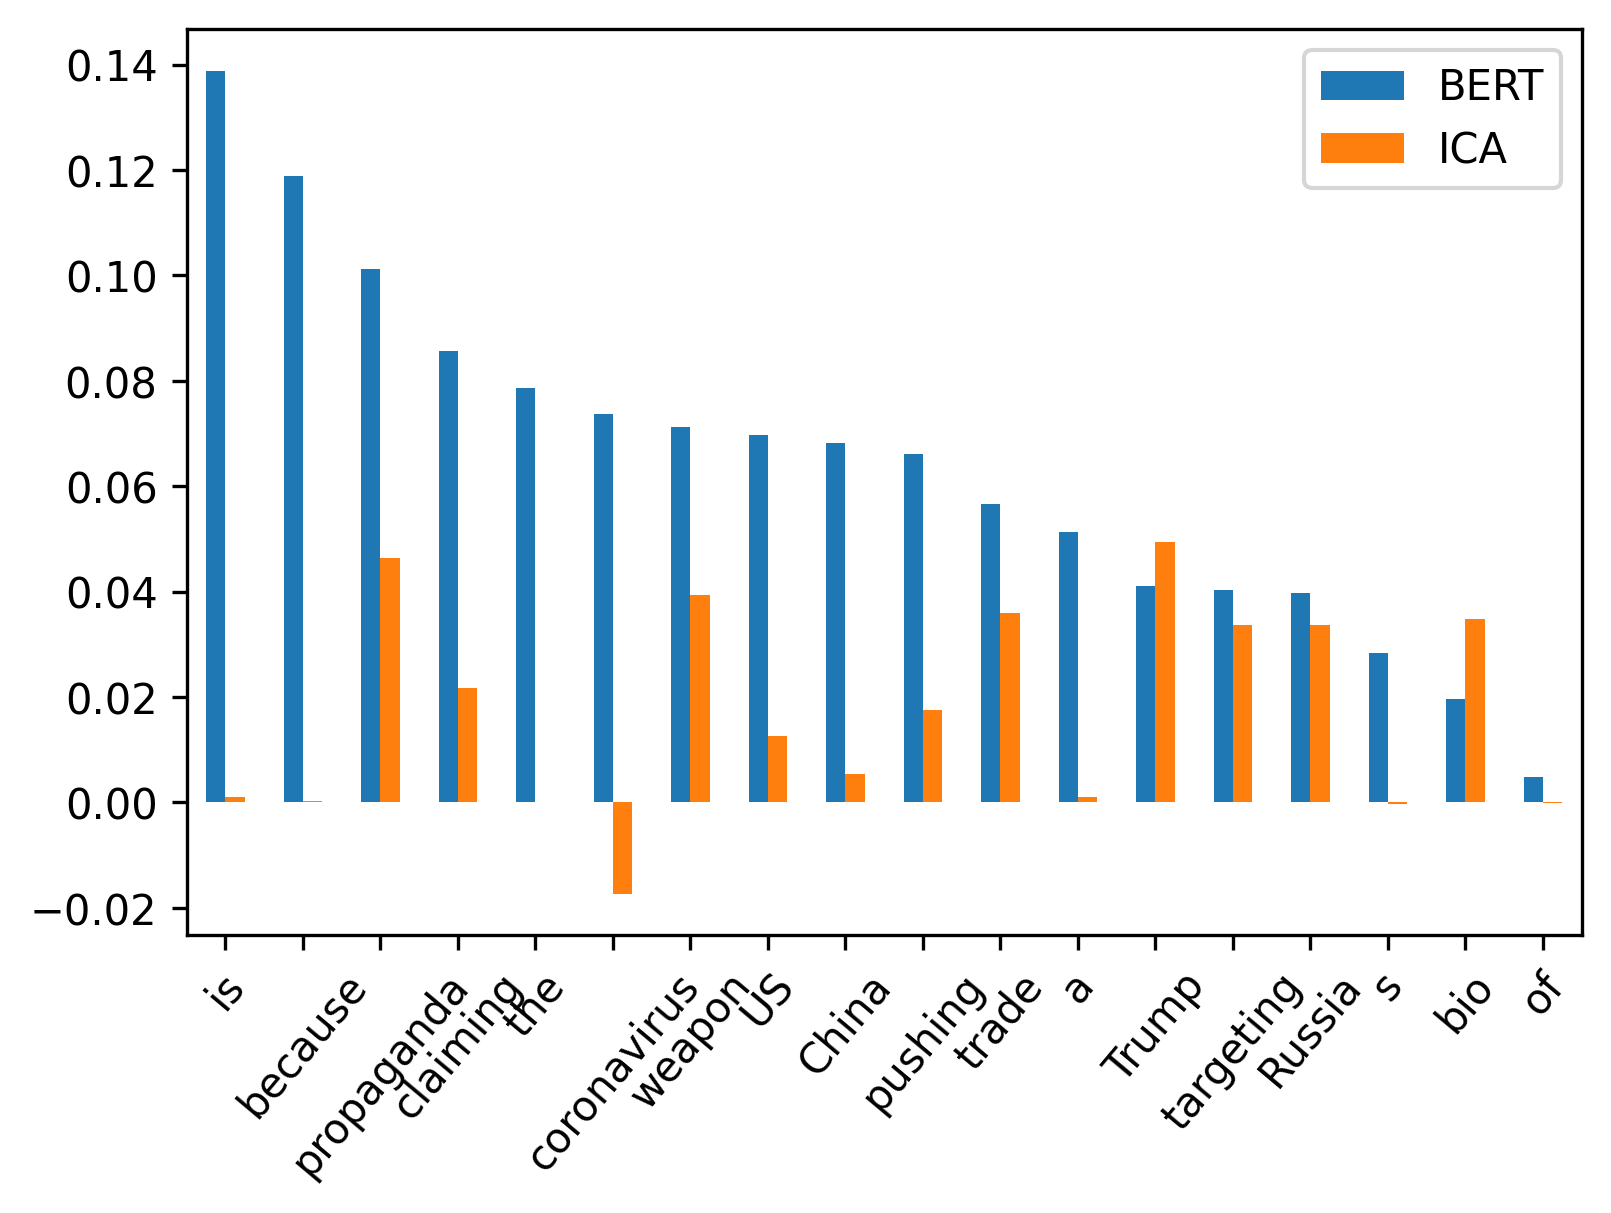 0.14
0.12
0.10
0.08
0.06
0.04
0.02
0.00
−0.02
BERT
ICA
is
because
propaganda
claiming
the
coronavirus
weapon
US
China
pushing
trade
a
Trump
targeting
Russia
s
bio
of